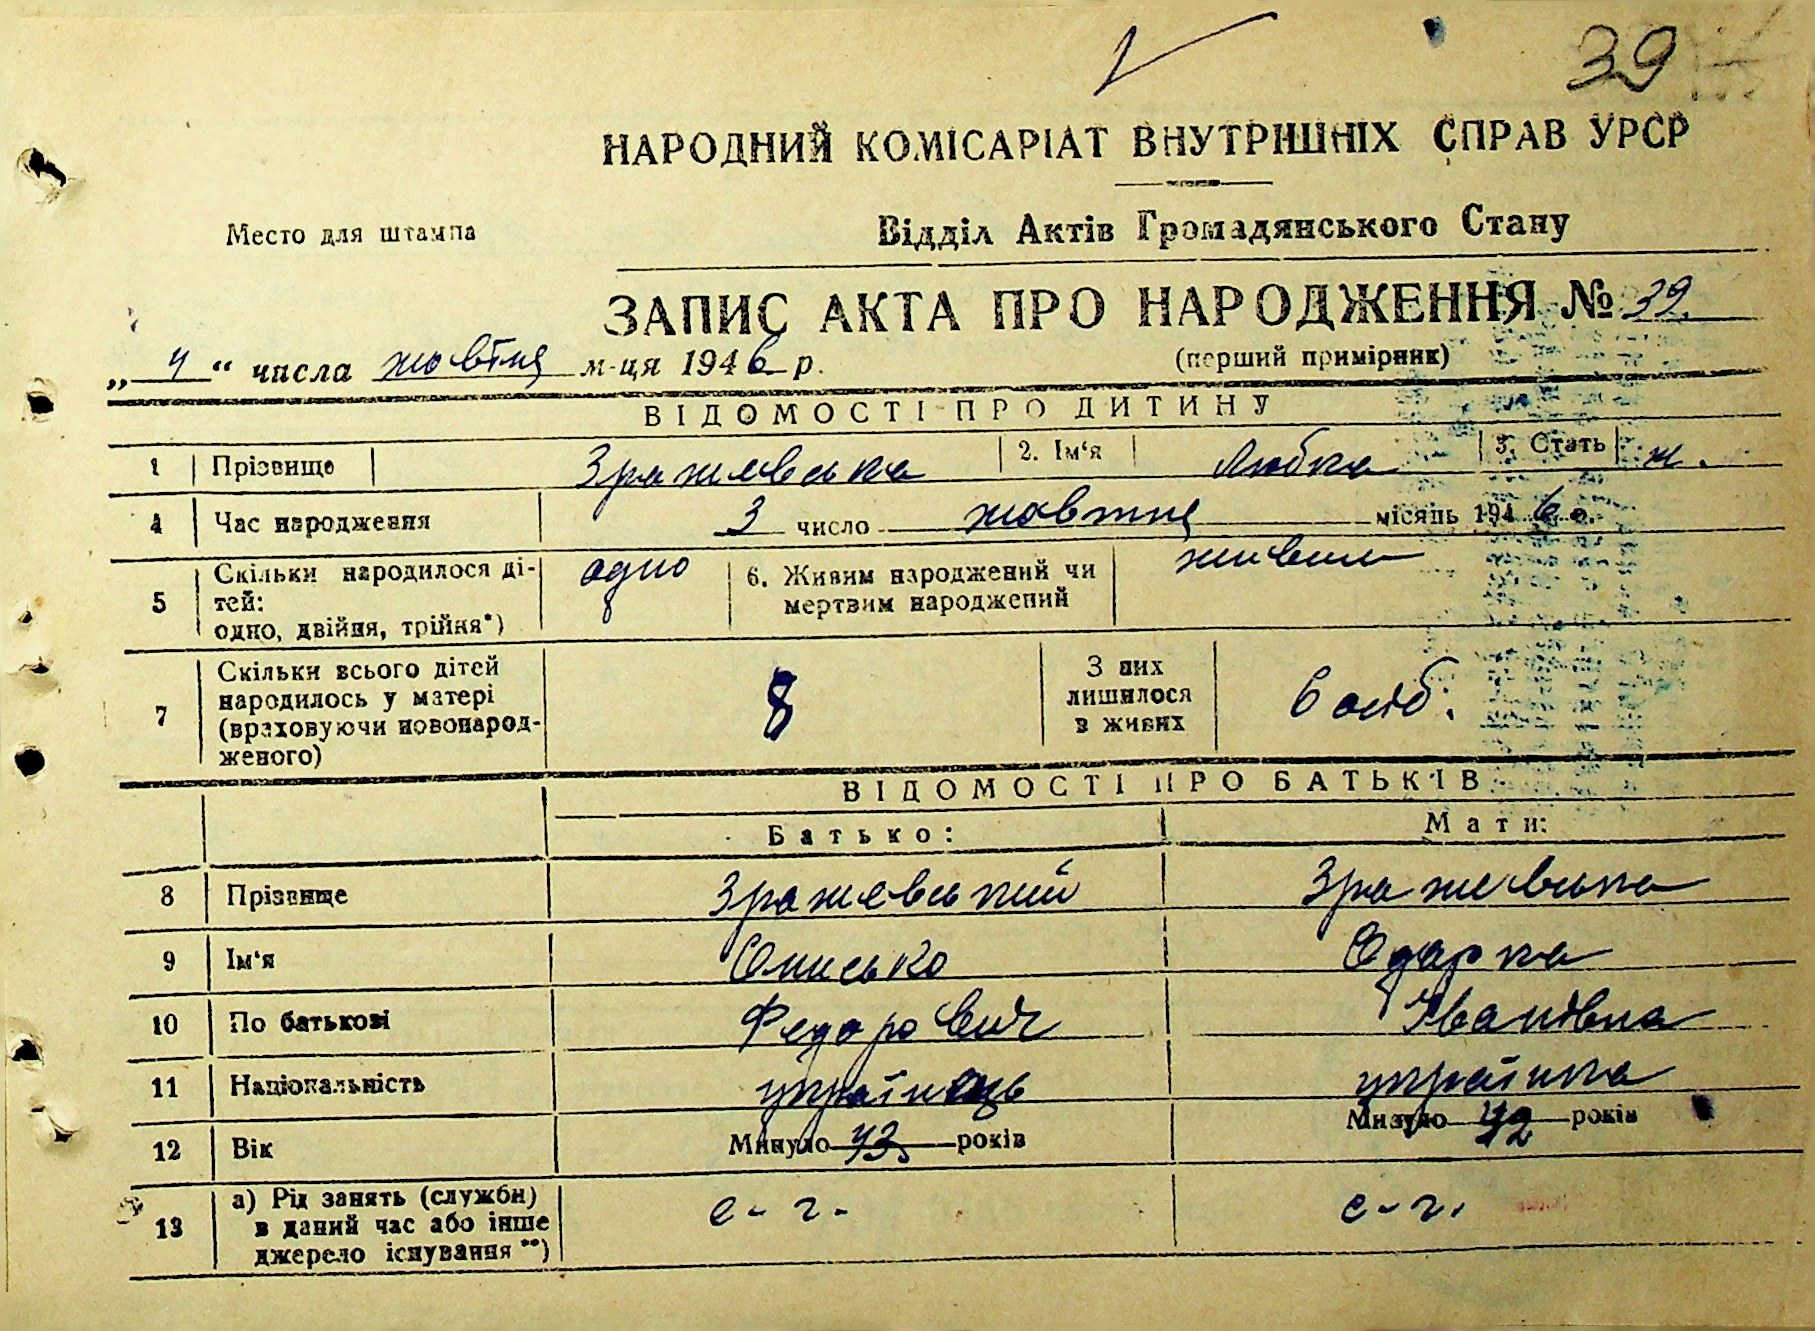 39
НАРОДНИЙ КОМІСАРІАТ ВНУТРІШНІХ СПРАВ УРСР
Место для штампа
Відділ Актів Громадянського Стану
ЗАПИС АКТА ПРО НАРОДЖЕННЯ № 39.
„ 4 “ числа жовтня м-ця 1946 р.
(перший примірник)
ВІДОМОСТІ ПРО ДИТИНУ
1 Прізвище Зражевська 2. Ім‘я Любка 3. Стать ж.
4 Час народження 3 число жовтня місяць 1946 р.
5 Скільки народилося ді-
тей:
одно, двійня, трійня*) одно 6. Живим народжений чи
мертвим народжений живим
7 Скільки всього дітей
народилось у матері
(враховуючи новонарод-
женого) 8 З них
лишилося
в живих 6 осіб.
ВІДОМОСТІ ПРО БАТЬКІВ
Батько: Мати:
8 Прізвище Зражевський Зражевська
9 Ім‘я Онисько Одарка
10 По батькові Федорович Іванівна
11 Національність українець українка
12 Вік Минуло 43 років Минуло 42 років
13 а) Рід занять (служби)
в даний час або інше
джерело існування **) с-г. с-г.